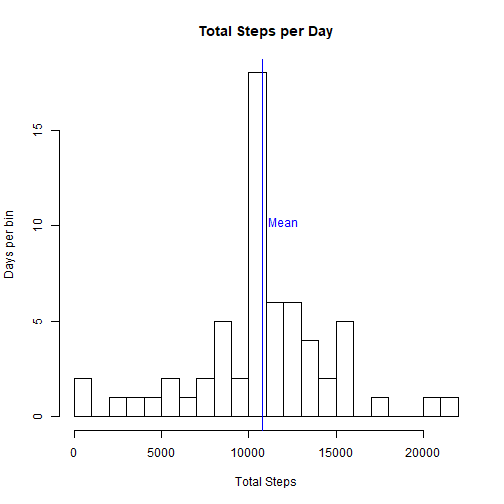 Total Steps per Day
Days per bin
15
10
5
0
Mean
0 5000 10000 15000 20000
Total Steps